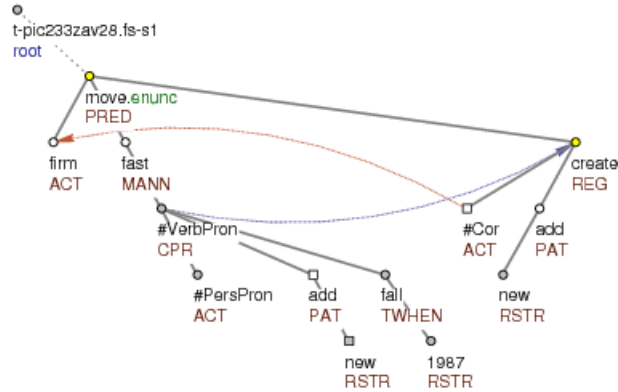 t-pic233zav28.fs-s1
root
move.enunc
PRED
firm
ACT
fast
MANN
create
REG
#VerbPron
CPR
#Cor
ACT
add
PAT
#PersPron
ACT
add
PAT
fall
TWHEN
new
RSTR
new
RSTR
1987
RSTR